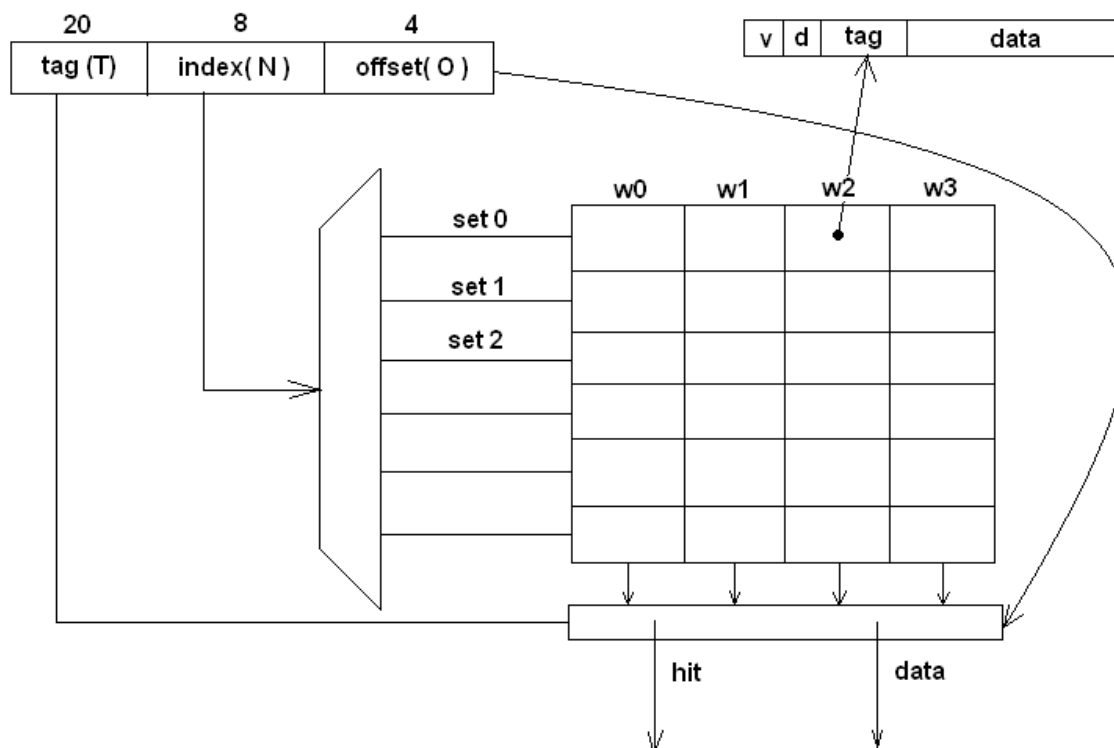 20 8 4
tag (T) index( N ) offset( O )
v d tag data
w0 w1 w2 w3
set 0
set 1
set 2
hit data